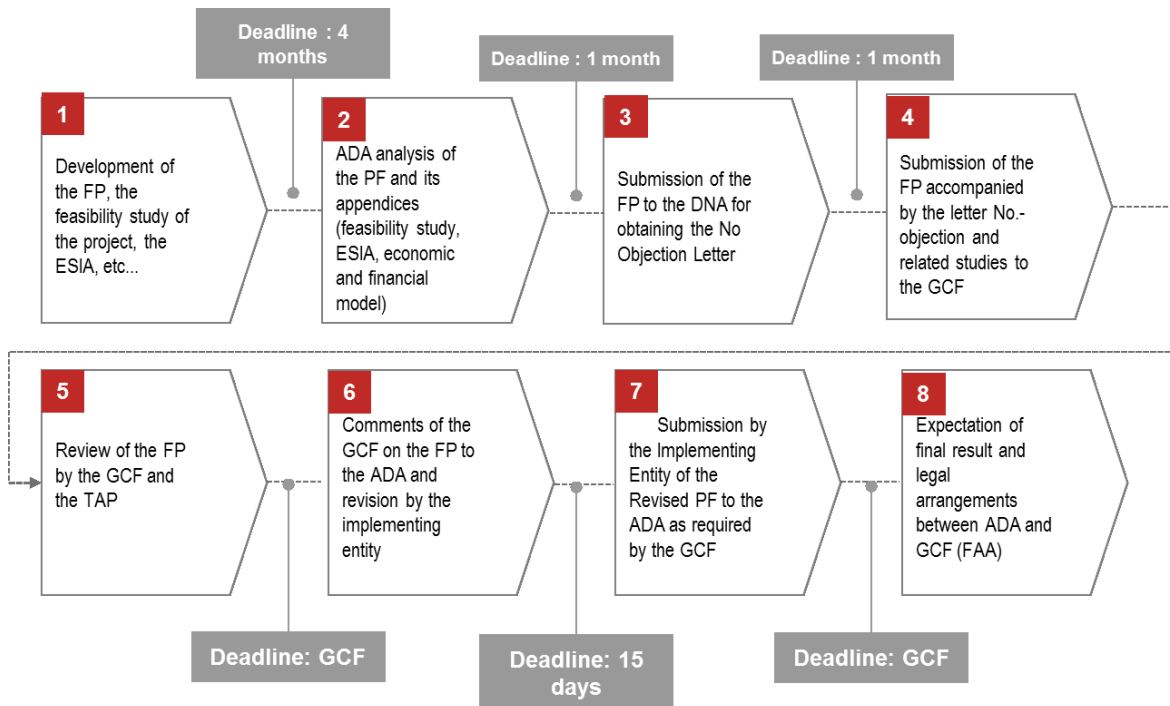 Deadline : 4
months
Deadline : 1 month
Deadline : 1 month
1
Development of
the FP, the
feasibility study of
the project, the
ESIA, etc...
2
ADA analysis of
the PF and its
appendices
(feasibility study,
ESIA, economic
and financial
model)
3
Submission of the
FP to the DNA for
obtaining the No
Objection Letter
4
Submission of the
FP accompanied
by the letter No.-
objection and
related studies to
the GCF
5
Review of the FP
by the GCF and
the TAP
6
Comments of the
GCF on the FP to
the ADA and
revision by the
implementing
entity
7
Submission by
the Implementing
Entity of the
Revised PF to the
ADA as required
by the GCF
8
Expectation of
final result and
legal
arrangements
between ADA and
GCF (FAA)
Deadline: GCF
Deadline: 15
days
Deadline: GCF